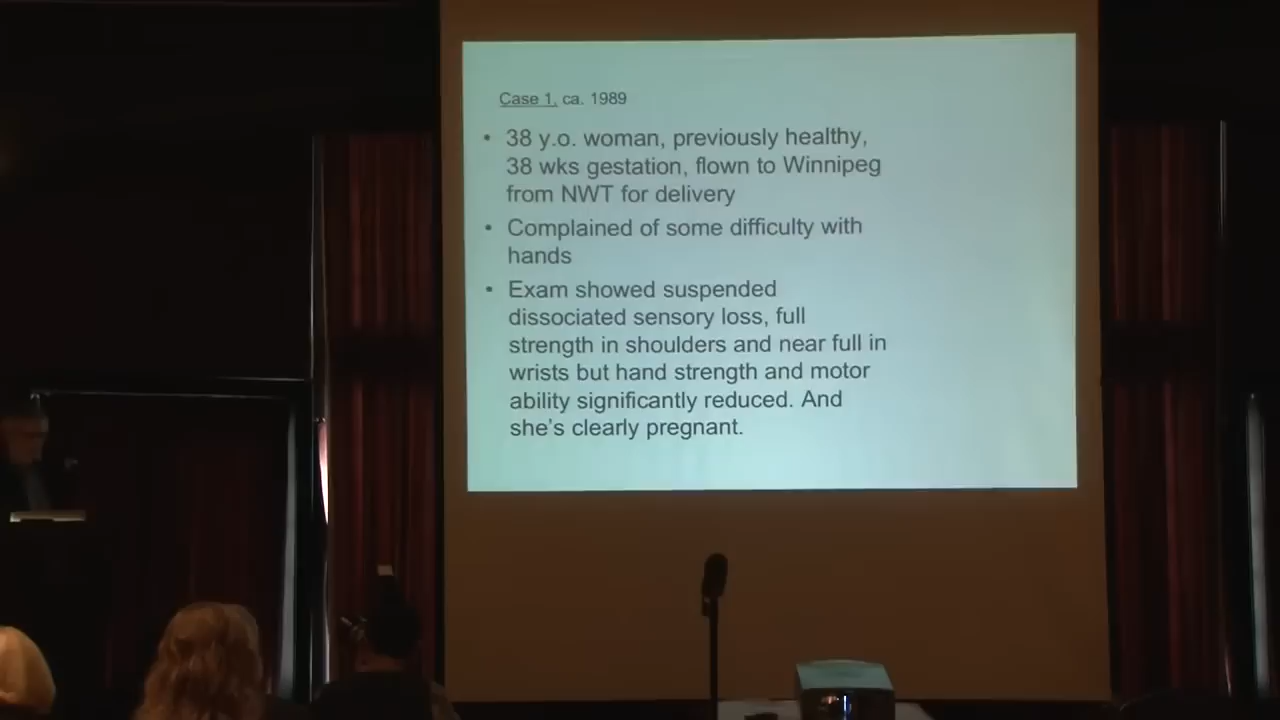 Case 1, ca. 1989
• 38 y.o. woman, previously healthy,
38 wks gestation, flown to Winnipeg
from NWT for delivery
• Complained of some difficulty with
hands
• Exam showed suspended
dissociated sensory loss, full
strength in shoulders and near full in
wrists but hand strength and motor
ability significantly reduced. And
she's clearly pregnant.